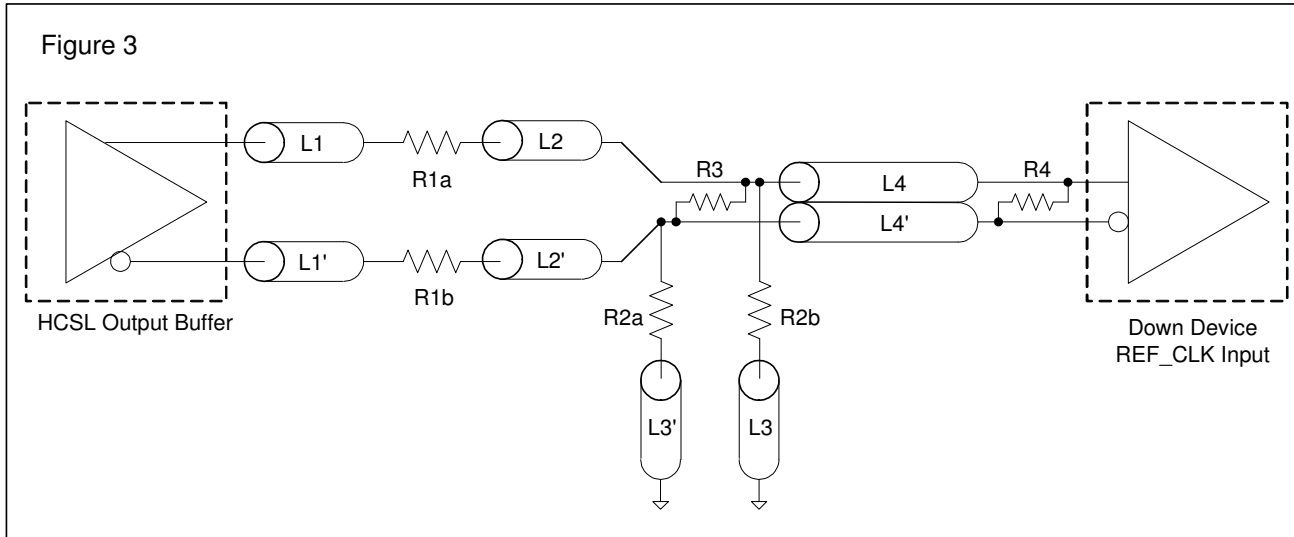 Figure 3
L1
R1a
L2
R3
L4
R4
L4'
L1'
R1b
L2'
HCSL Output Buffer
R2a
R2b
Down Device
REF_CLK Input
L3'
L3